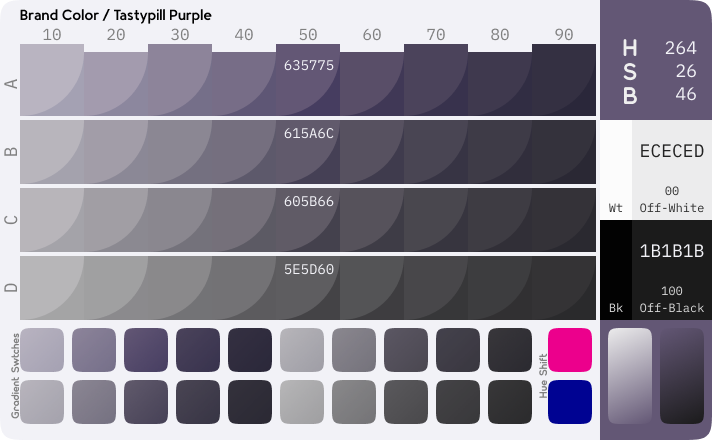 Brand Color / Tastypill Purple
10 20 30 40 50 60 70 80 90
A
635775
B
615A6C
C
605B66
D
5E5D60
H 264
S 26
B 46
ECECED
00
Wt Off-White
1B1B1B
100
Bk Off-Black
Gradient Swtches
Hue Shift